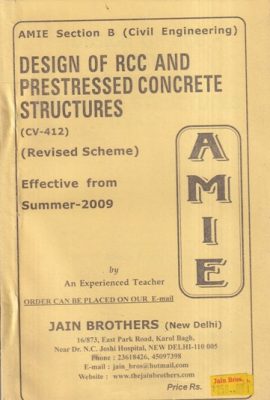 AMIE Section B (Civil Engineering)
DESIGN OF RCC AND
PRESTRESSED CONCRETE
STRUCTURES
(CV-412)
(Revised Scheme)
Effective from
Summer-2009
AMIE
by
An Experienced Teacher
ORDER CAN BE PLACED ON OUR E-mail
JAIN BROTHERS (New Delhi)
16/873, East Park Road, Karol Bagh,
Near Dr. N.C. Joshi Hospital, NEW DELHI-110 005
Phone : 23618426, 45097398
E-mail : jain_bros@hotmail.com
Website : www.thejainbrothers.com
Price Rs.
Jain Bros.